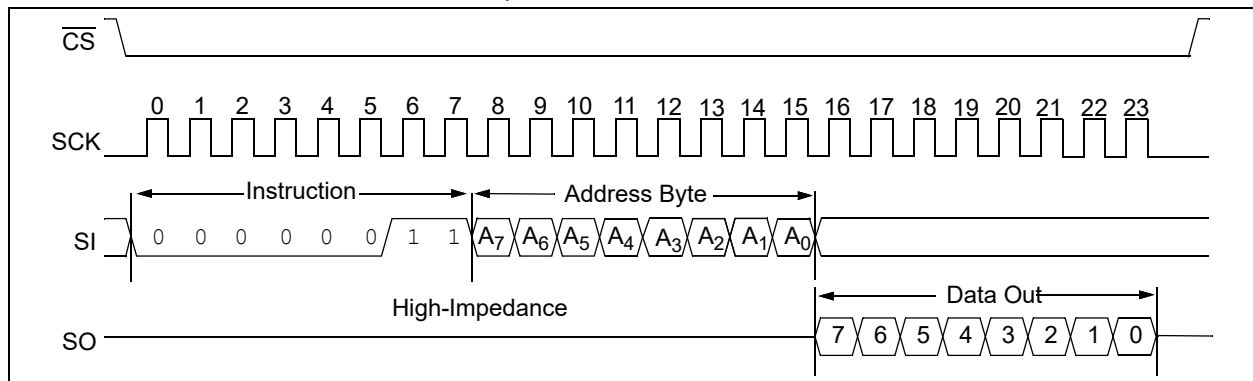 CS
0 1 2 3 4 5 6 7 8 9 10 11 12 13 14 15 16 17 18 19 20 21 22 23
SCK
Instruction Address Byte
SI 0 0 0 0 0 0 1 1 A7 A6 A5 A4 A3 A2 A1 A0
High-Impedance Data Out
SO 7 6 5 4 3 2 1 0